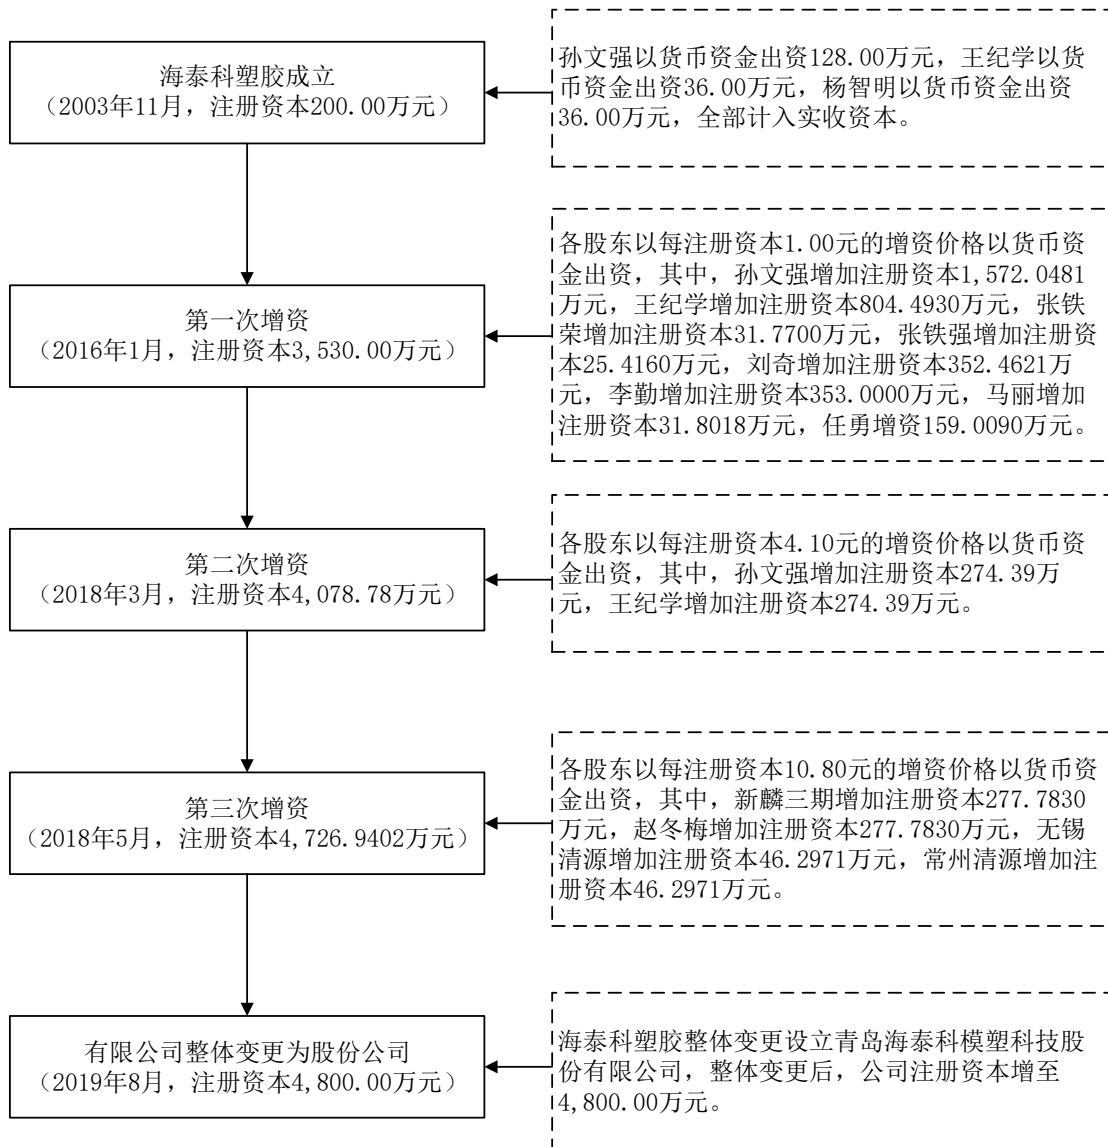 海泰科塑胶成立
（2003年11月，注册资本200.00万元）
孙文强以货币资金出资128.00万元，王纪学以货
币资金出资36.00万元，杨智明以货币资金出资
36.00万元，全部计入实收资本。
第一次增资
（2016年1月，注册资本3,530.00万元）
各股东以每注册资本1.00元的增资价格以货币资
金出资，其中，孙文强增加注册资本1,572.0481
万元，王纪学增加注册资本804.4930万元，张铁
荣增加注册资本31.7700万元，张铁强增加注册资
本25.4160万元，刘奇增加注册资本352.4621万
元，李勤增加注册资本353.0000万元，马丽增加
注册资本31.8018万元，任勇增资159.0090万元。
第二次增资
（2018年3月，注册资本4,078.78万元）
各股东以每注册资本4.10元的增资价格以货币资
金出资，其中，孙文强增加注册资本274.39万
元，王纪学增加注册资本274.39万元。
第三次增资
（2018年5月，注册资本4,726.9402万元）
各股东以每注册资本10.80元的增资价格以货币资
金出资，其中，新麟三期增加注册资本277.7830
万元，赵冬梅增加注册资本277.7830万元，无锡
清源增加注册资本46.2971万元，常州清源增加注
册资本46.2971万元。
有限公司整体变更为股份公司
（2019年8月，注册资本4,800.00万元）
海泰科塑胶整体变更设立青岛海泰科模塑科技股
份有限公司，整体变更后，公司注册资本增至
4,800.00万元。